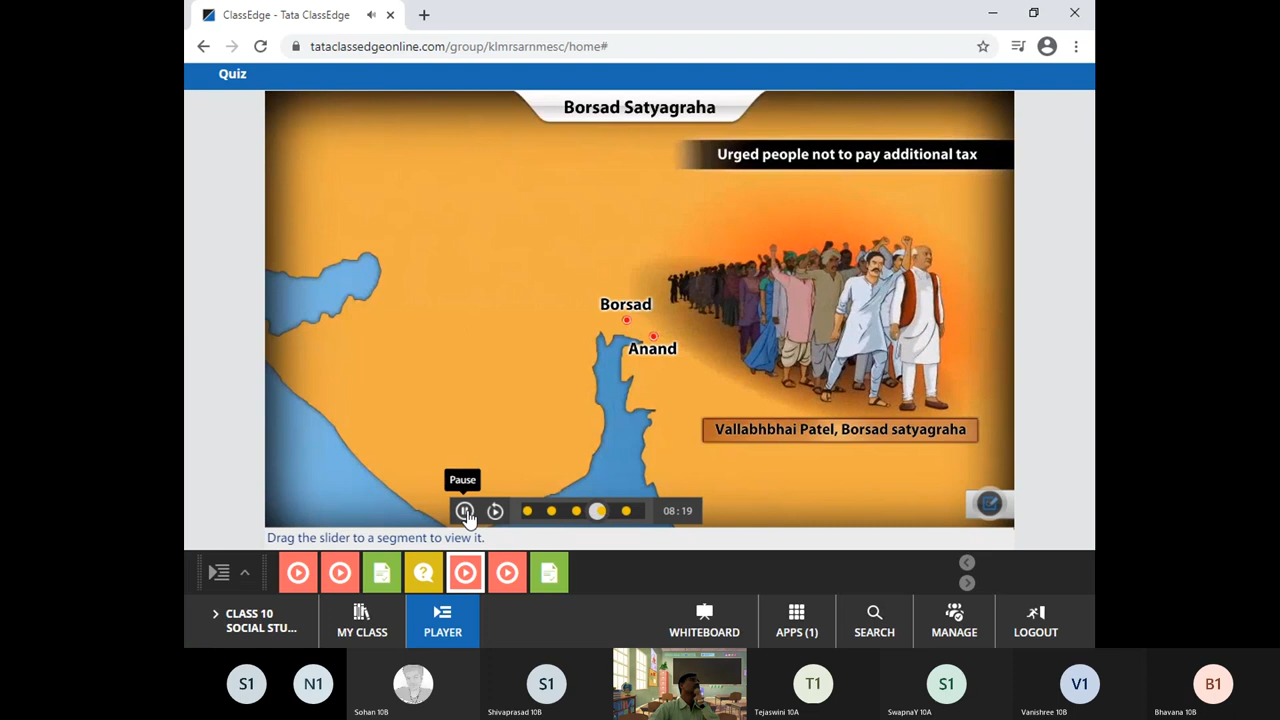 ClassEdge - Tata ClassEdge
tataclassedgeonline.com/group/klmrsarnmesc/home#
Quiz
Borsad Satyagraha
Urged people not to pay additional tax
Borsad
Anand
Vallabhbhai Patel, Borsad satyagraha
Pause
08:19
Drag the slider to a segment to view it.
CLASS 10
SOCIAL STU...
MY CLASS
PLAYER
WHITEBOARD
APPS (1)
SEARCH
MANAGE
LOGOUT
S1
N1
Sohan 10B
S1
Shivaprasad 10B
T1
Tejaswini 10A
S1
SwapnaY 10A
V1
Vanishree 10B
B1
Bhavana 10B